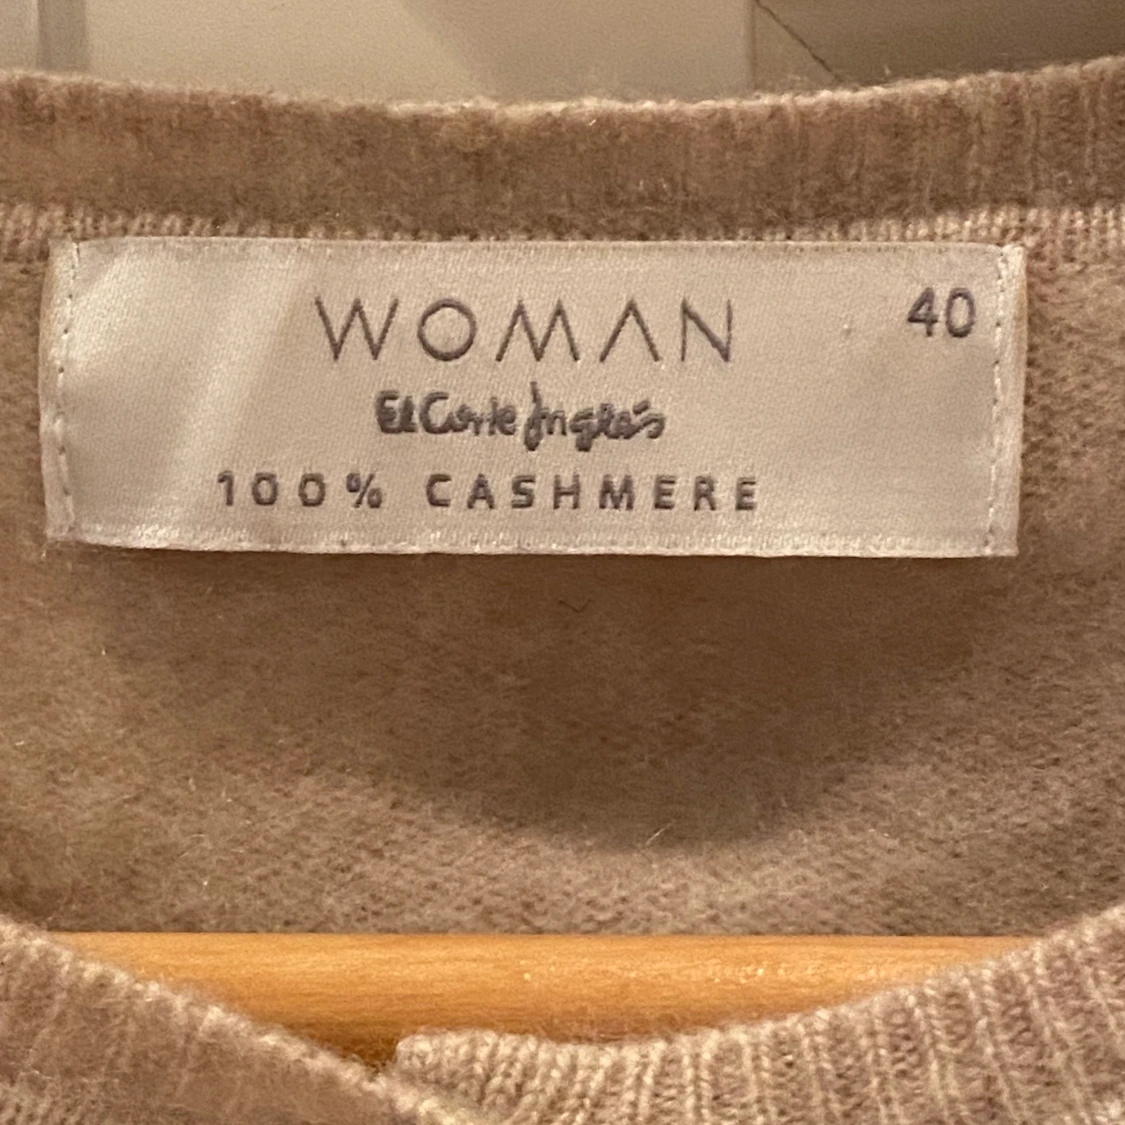 WOMAN 40
El Corte Inglés
100% CASHMERE